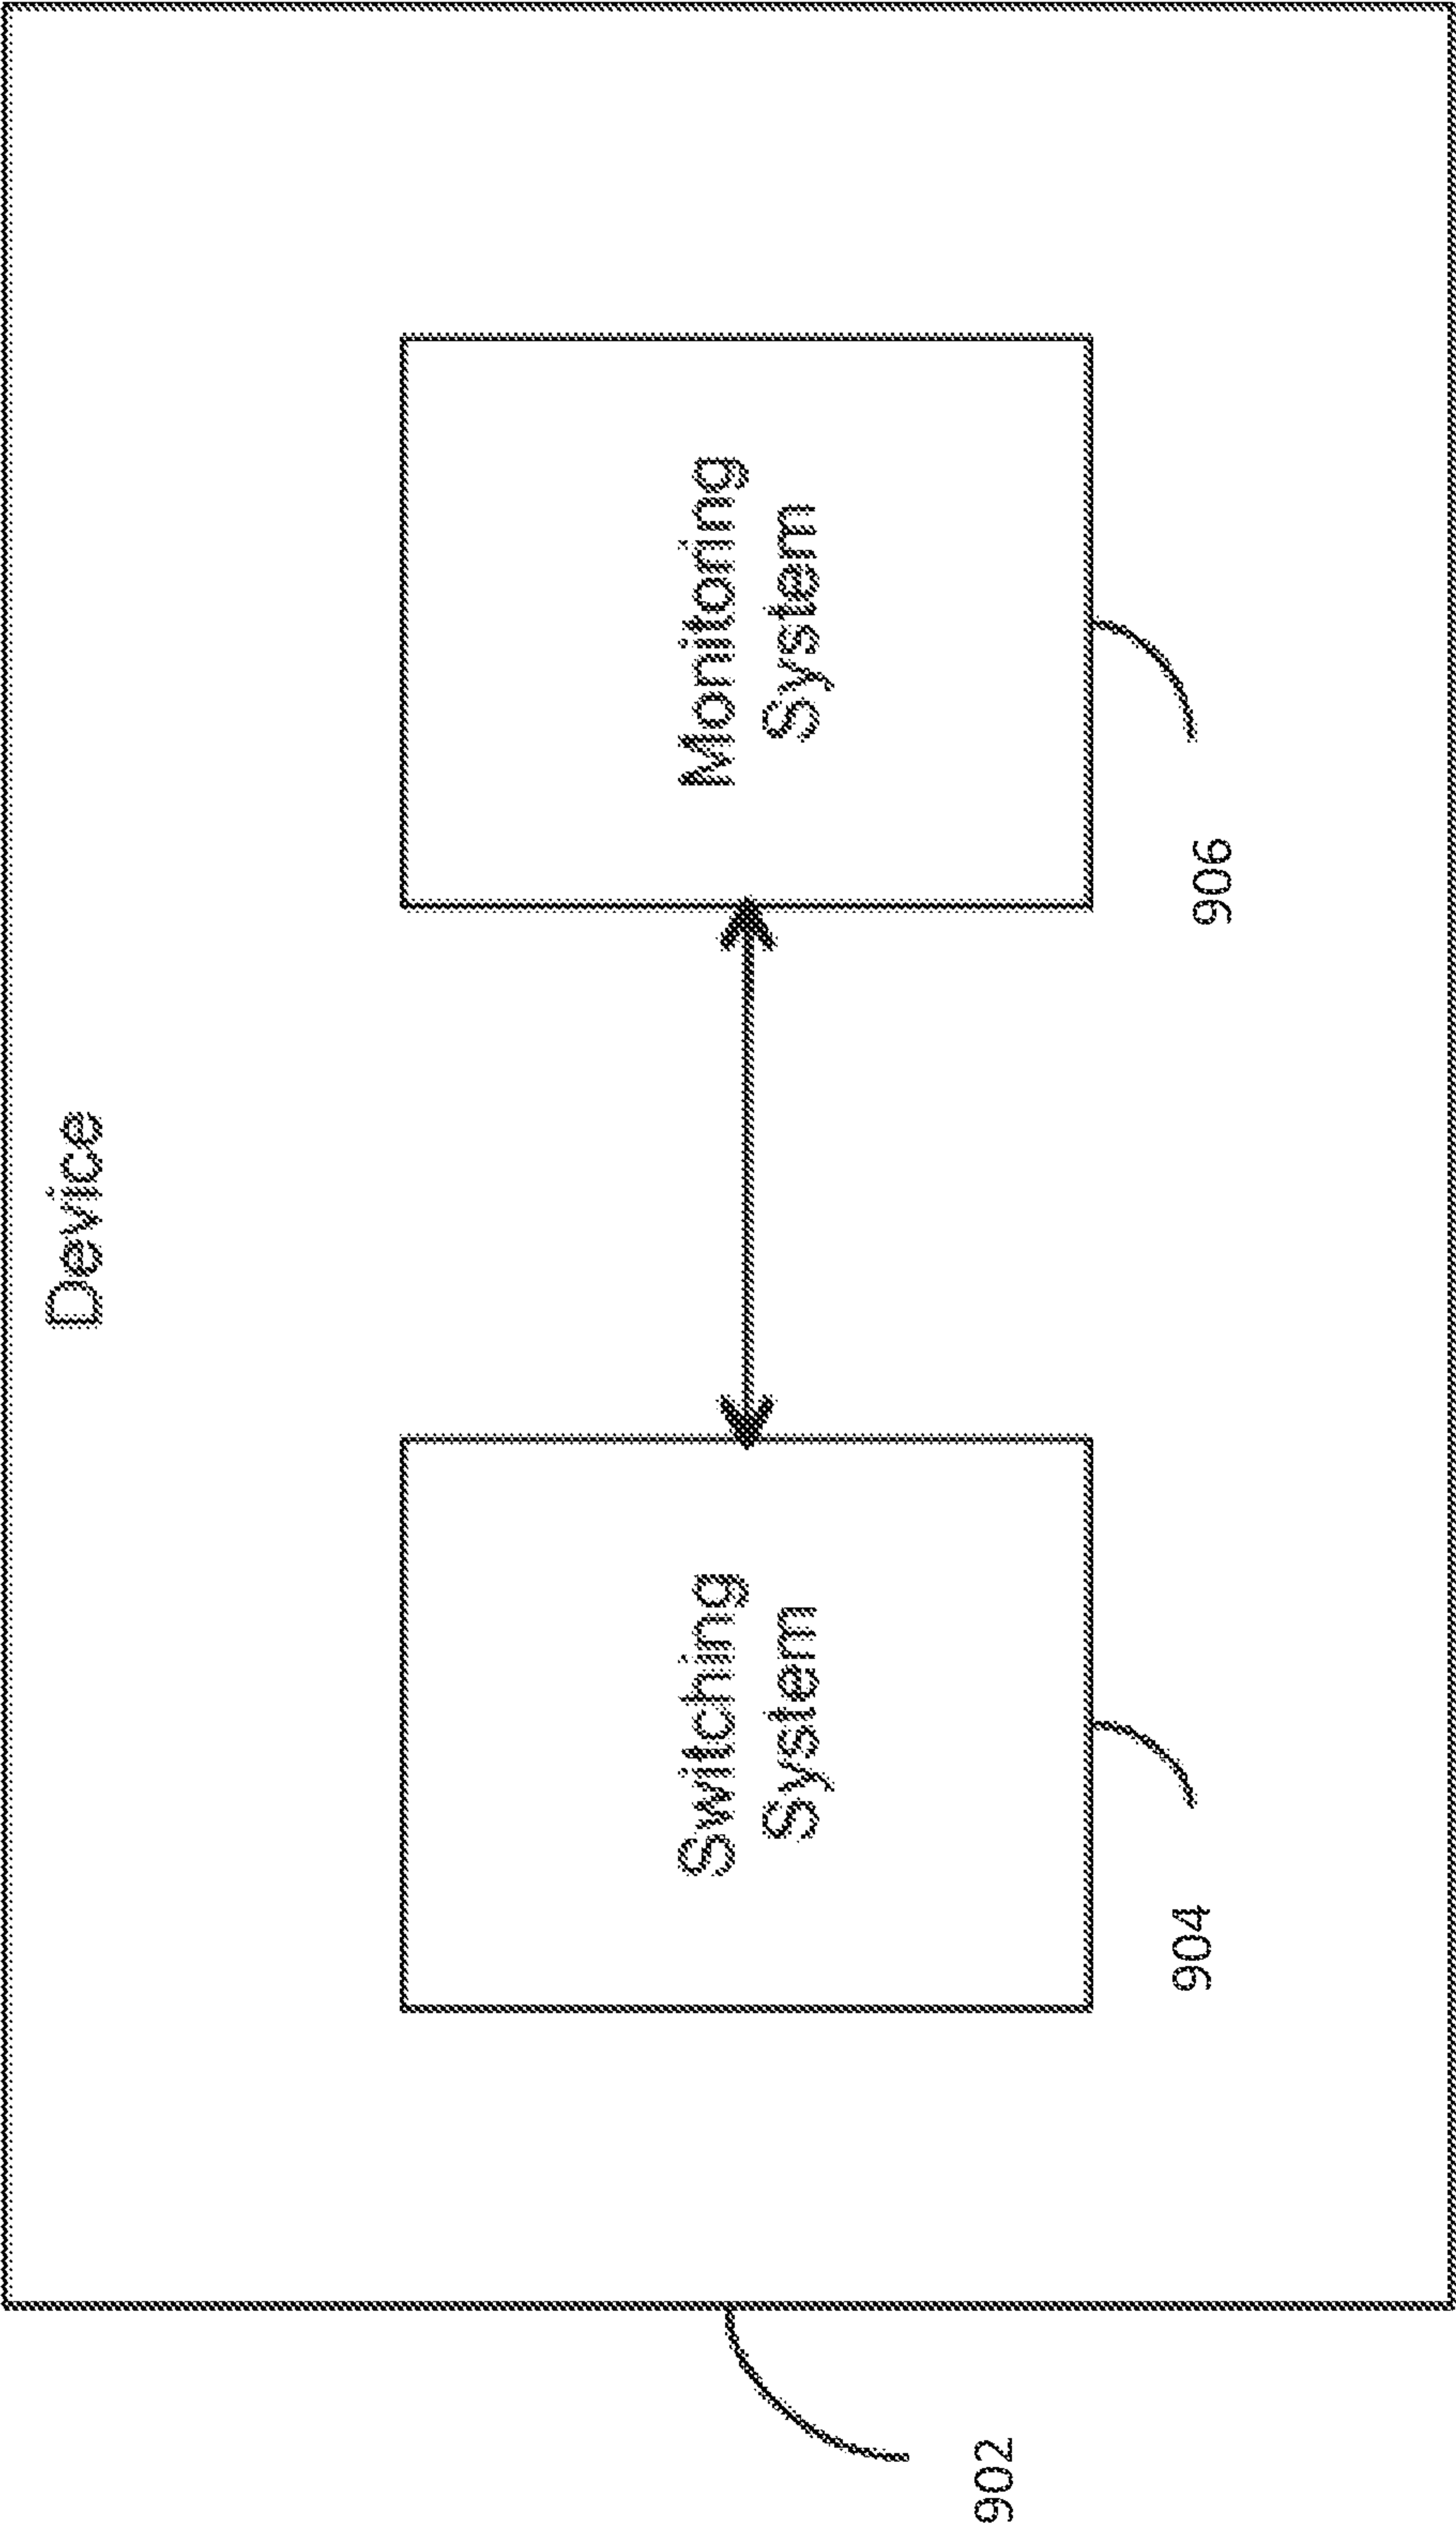 Device
Switching
System
Monitoring
System
904
906
902